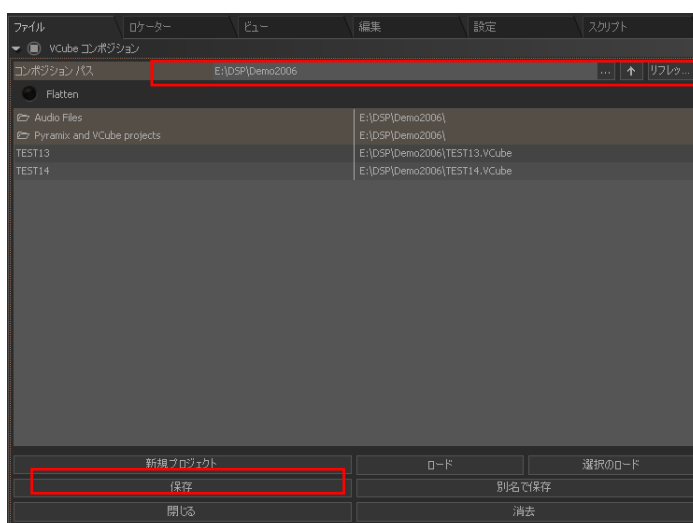 ファイル ロケーター ビュー 編集 設定 スクリプト
VCube コンポジション
コンポジション パス E:\DSP\Demo2006 ... ↑ リフレッ...
Flatten
Audio Files E:\DSP\Demo2006\
Pyramix and VCube projects E:\DSP\Demo2006\
TEST13 E:\DSP\Demo2006\TEST13.VCube
TEST14 E:\DSP\Demo2006\TEST14.VCube
新規プロジェクト ロード 選択のロード
保存 別名で保存
閉じる 消去